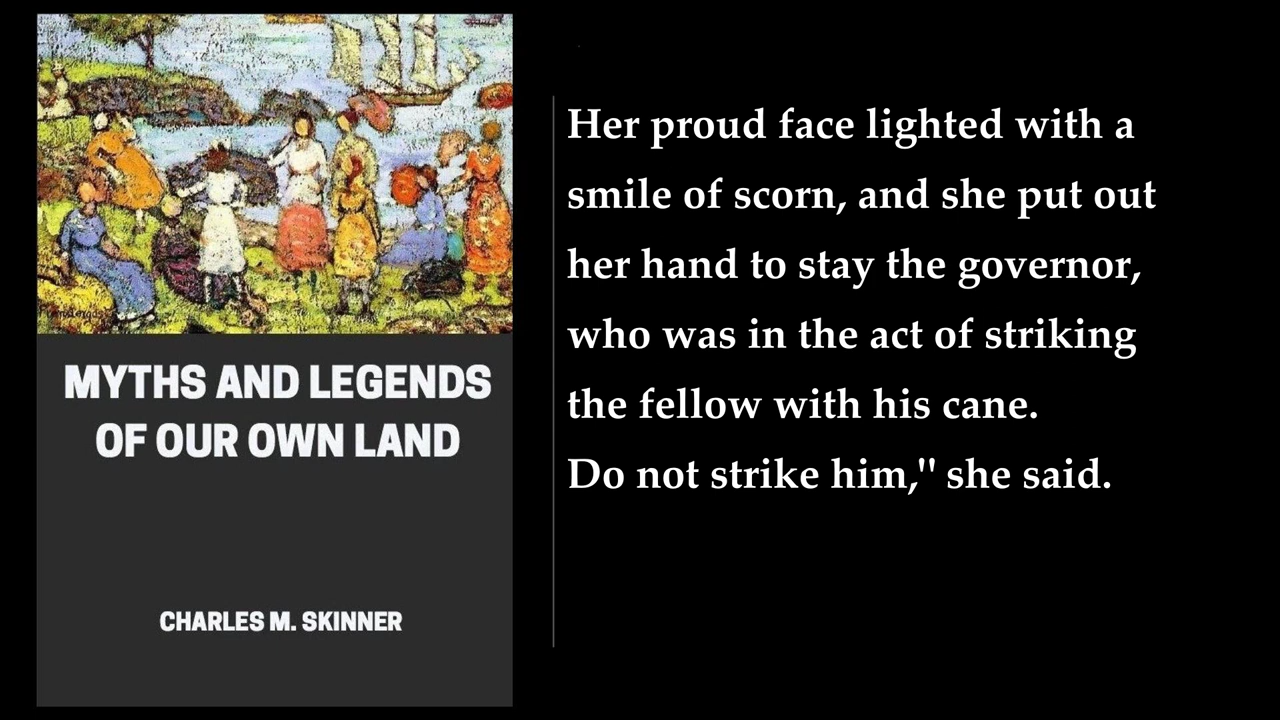 MYTHS AND LEGENDS
OF OUR OWN LAND
CHARLES M. SKINNER
Her proud face lighted with a
smile of scorn, and she put out
her hand to stay the governor,
who was in the act of striking
the fellow with his cane.
Do not strike him," she said.